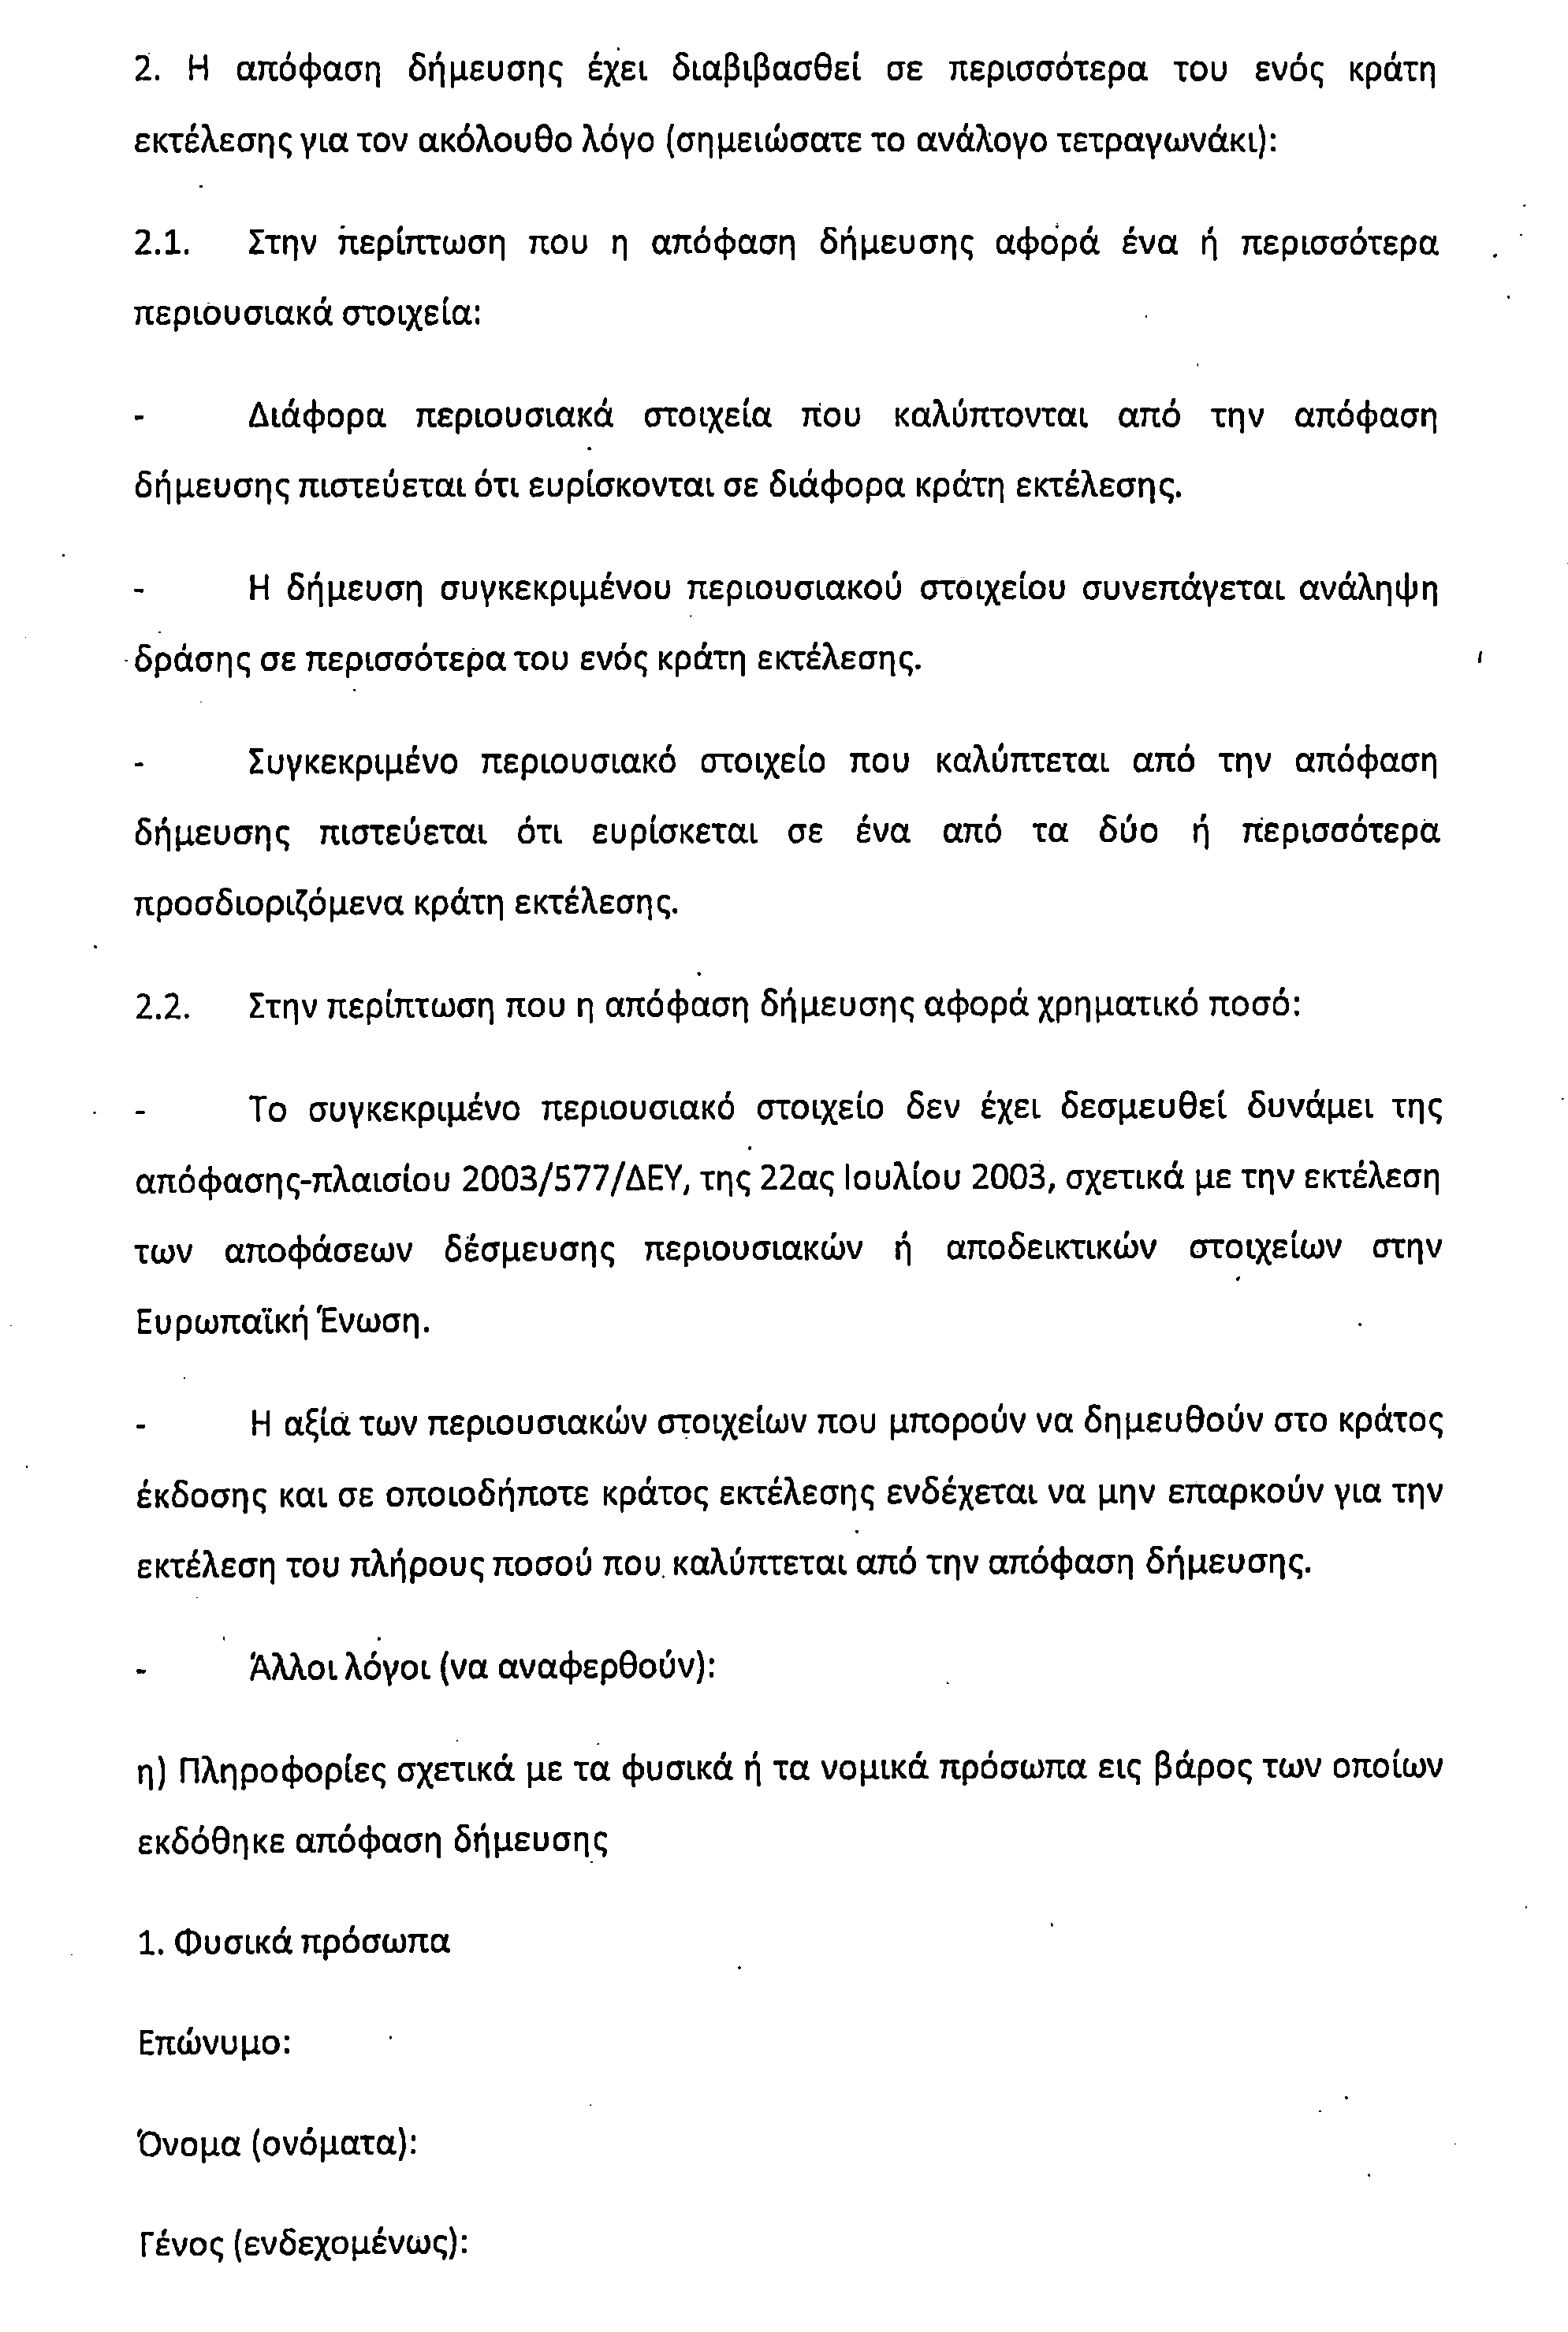 2. Η απόφαση δήμευσης έχει διαβιβασθεί σε περισσότερα του ενός κράτη
εκτέλεσης για τον ακόλουθο λόγο (σημειώσατε το ανάλογο τετραγωνάκι):
2.1. Στην περίπτωση που η απόφαση δήμευσης αφορά ένα ή περισσότερα
περιουσιακά στοιχεία:
- Διάφορα περιουσιακά στοιχεία που καλύπτονται από την απόφαση
δήμευσης πιστεύεται ότι ευρίσκονται σε διάφορα κράτη εκτέλεσης.
- Η δήμευση συγκεκριμένου περιουσιακού στοιχείου συνεπάγεται ανάληψη
δράσης σε περισσότερα του ενός κράτη εκτέλεσης.
- Συγκεκριμένο περιουσιακό στοιχείο που καλύπτεται από την απόφαση
δήμευσης πιστεύεται ότι ευρίσκεται σε ένα από τα δύο ή περισσότερα
προσδιοριζόμενα κράτη εκτέλεσης.
2.2. Στην περίπτωση που η απόφαση δήμευσης αφορά χρηματικό ποσό:
- Το συγκεκριμένο περιουσιακό στοιχείο δεν έχει δεσμευθεί δυνάμει της
απόφασης-πλαισίου 2003/577/ΔΕΥ, της 22ας Ιουλίου 2003, σχετικά με την εκτέλεση
των αποφάσεων δέσμευσης περιουσιακών ή αποδεικτικών στοιχείων στην
Ευρωπαϊκή Ένωση.
- Η αξία των περιουσιακών στοιχείων που μπορούν να δημευθούν στο κράτος
έκδοσης και σε οποιοδήποτε κράτος εκτέλεσης ενδέχεται να μην επαρκούν για την
εκτέλεση του πλήρους ποσού που καλύπτεται από την απόφαση δήμευσης.
- Άλλοι λόγοι (να αναφερθούν):
η) Πληροφορίες σχετικά με τα φυσικά ή τα νομικά πρόσωπα εις βάρος των οποίων
εκδόθηκε απόφαση δήμευσης
1. Φυσικά πρόσωπα
Επώνυμο:
Όνομα (ονόματα):
Γένος (ενδεχομένως):